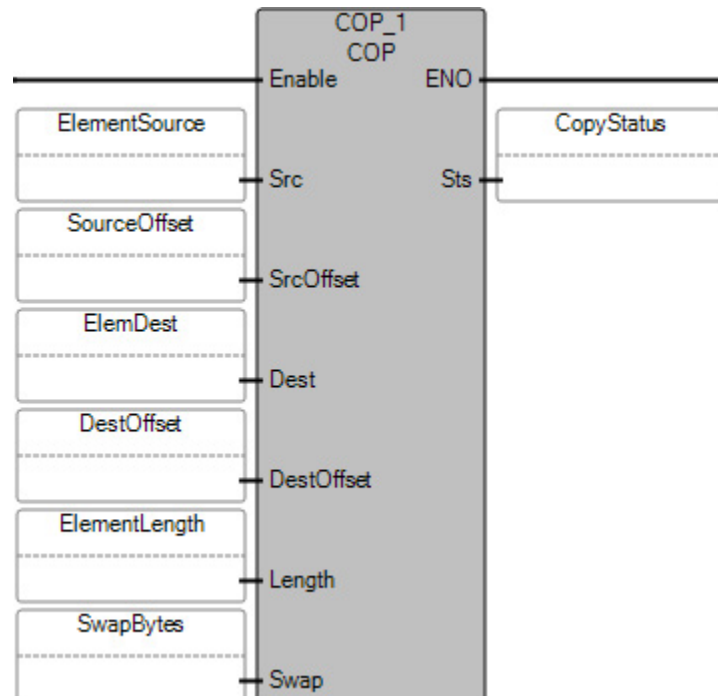 COP_1
COP
Enable ENO
ElementSource CopyStatus
Src Sts
SourceOffset
SrcOffset
ElemDest
Dest
DestOffset
DestOffset
ElementLength
Length
SwapBytes
Swap